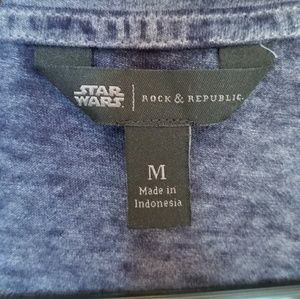 STAR WARS | ROCK & REPUBLIC.
M
Made in
Indonesia